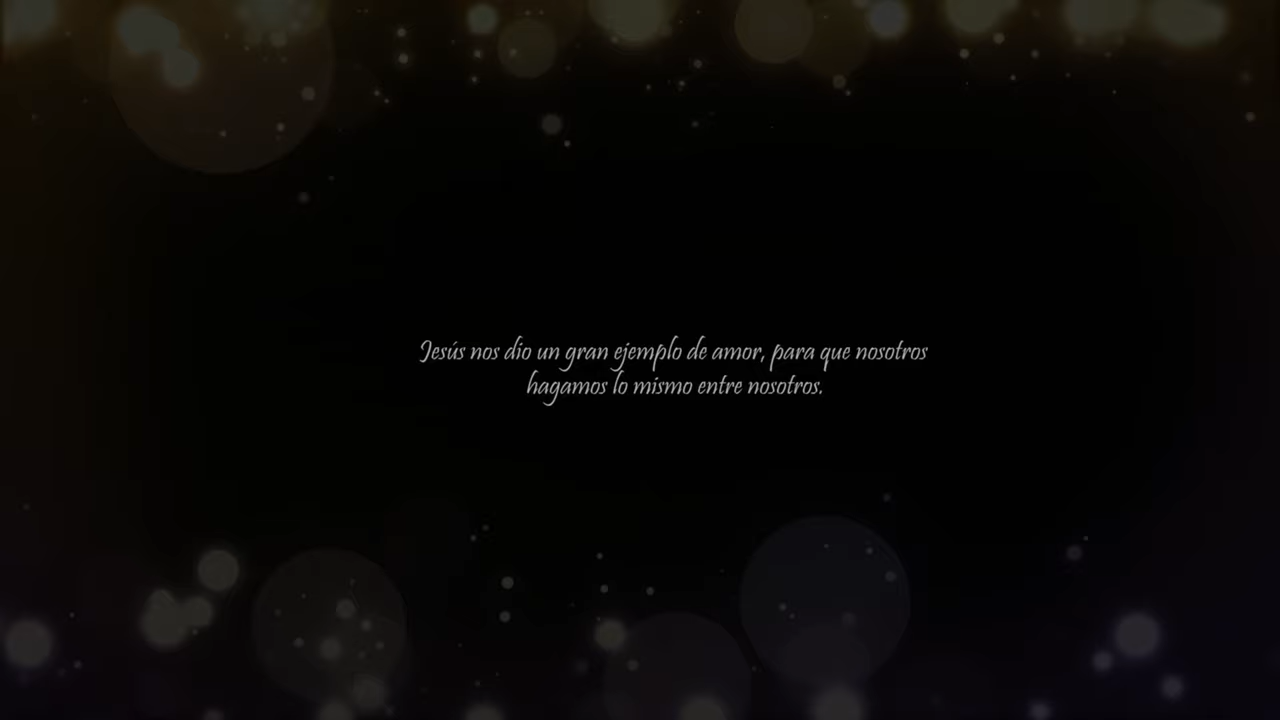 Jesús nos dio un gran ejemplo de amor, para que nosotros
hagamos lo mismo entre nosotros.